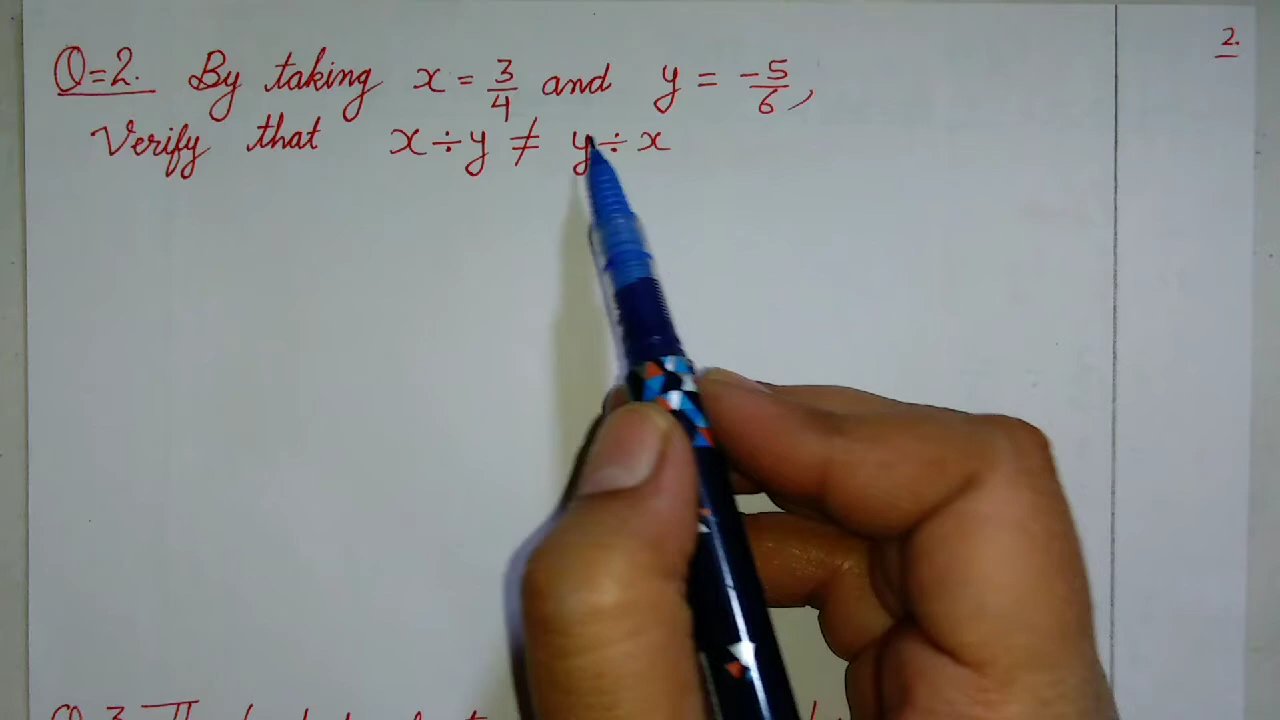 2.
Q=2. By taking x = 3/4 and y = -5/6,
Verify that x ÷ y ≠ y ÷ x
Q